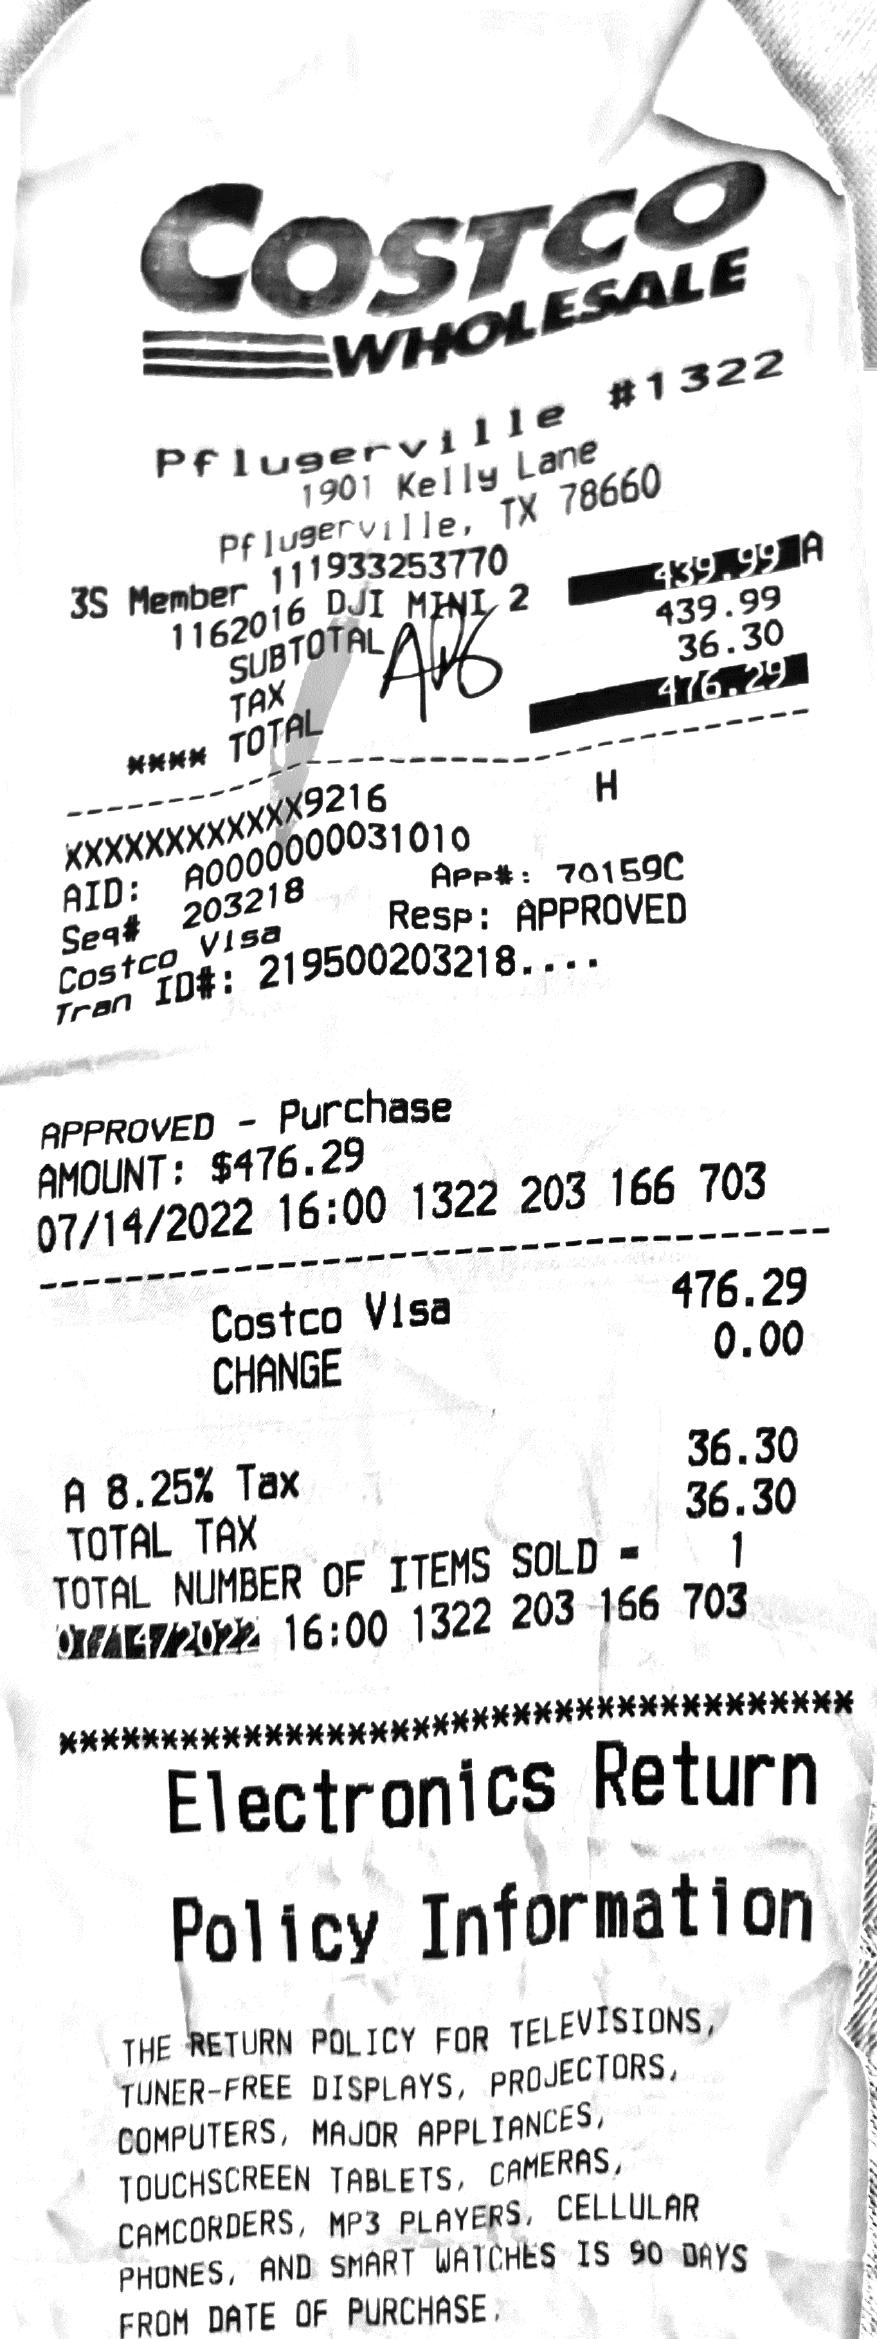 COSTCO
WHOLESALE
Pflugerville #1322
1901 Kelly Lane
Pflugerville, TX 78660
3S Member 111933253770
1162016 DJI MINI 2 439.99 A
SUBTOTAL 439.99
TAX 36.30
**** TOTAL 476.29
XXXXXXXXXXXX9216 H
AID: A0000000031010
Seq# 203218 App#: 70159C
Costco Visa Resp: APPROVED
Tran ID#: 219500203218....
APPROVED - Purchase
AMOUNT: $476.29
07/14/2022 16:00 1322 203 166 703
Costco Visa 476.29
CHANGE 0.00
A 8.25% Tax 36.30
TOTAL TAX 36.30
TOTAL NUMBER OF ITEMS SOLD = 1
07/14/2022 16:00 1322 203 166 703
******************************************
Electronics Return
Policy Information
THE RETURN POLICY FOR TELEVISIONS,
TUNER-FREE DISPLAYS, PROJECTORS,
COMPUTERS, MAJOR APPLIANCES,
TOUCHSCREEN TABLETS, CAMERAS,
CAMCORDERS, MP3 PLAYERS, CELLULAR
PHONES, AND SMART WATCHES IS 90 DAYS
FROM DATE OF PURCHASE.